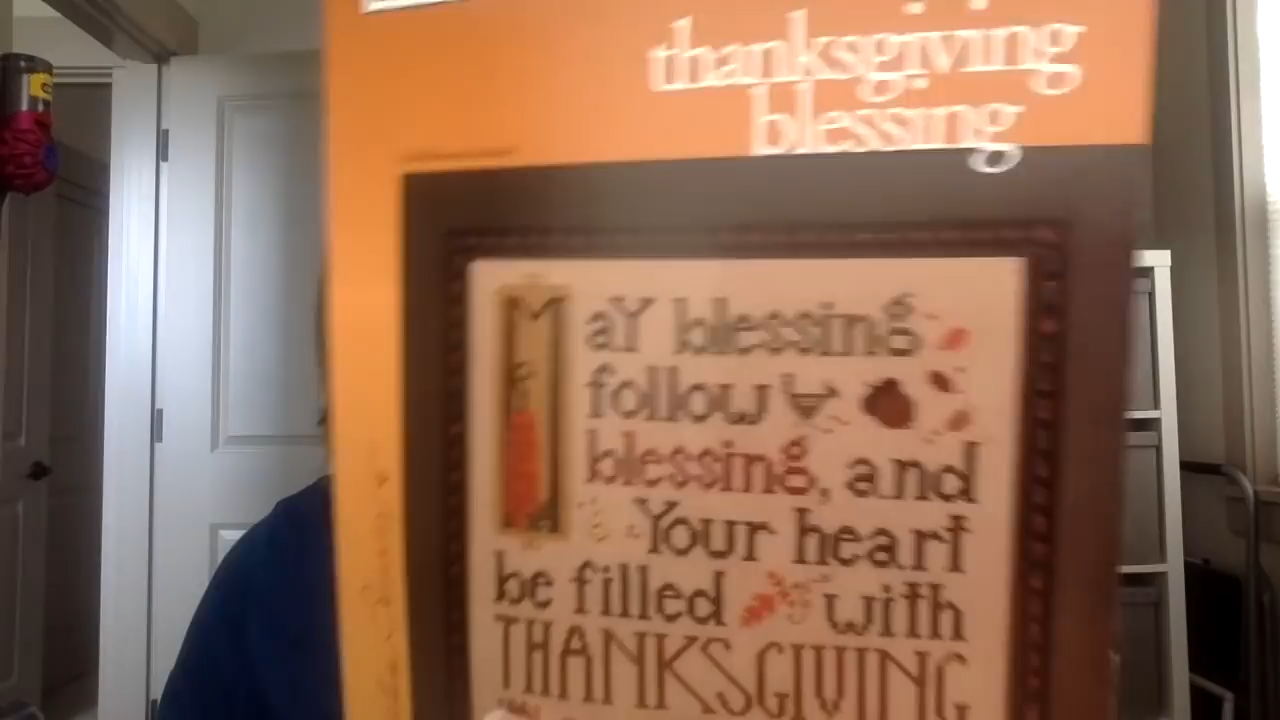 thanksgiving
blessing
MaY blessing
follow
blessing, and
Your heart
be filled with
THANKSGIVING